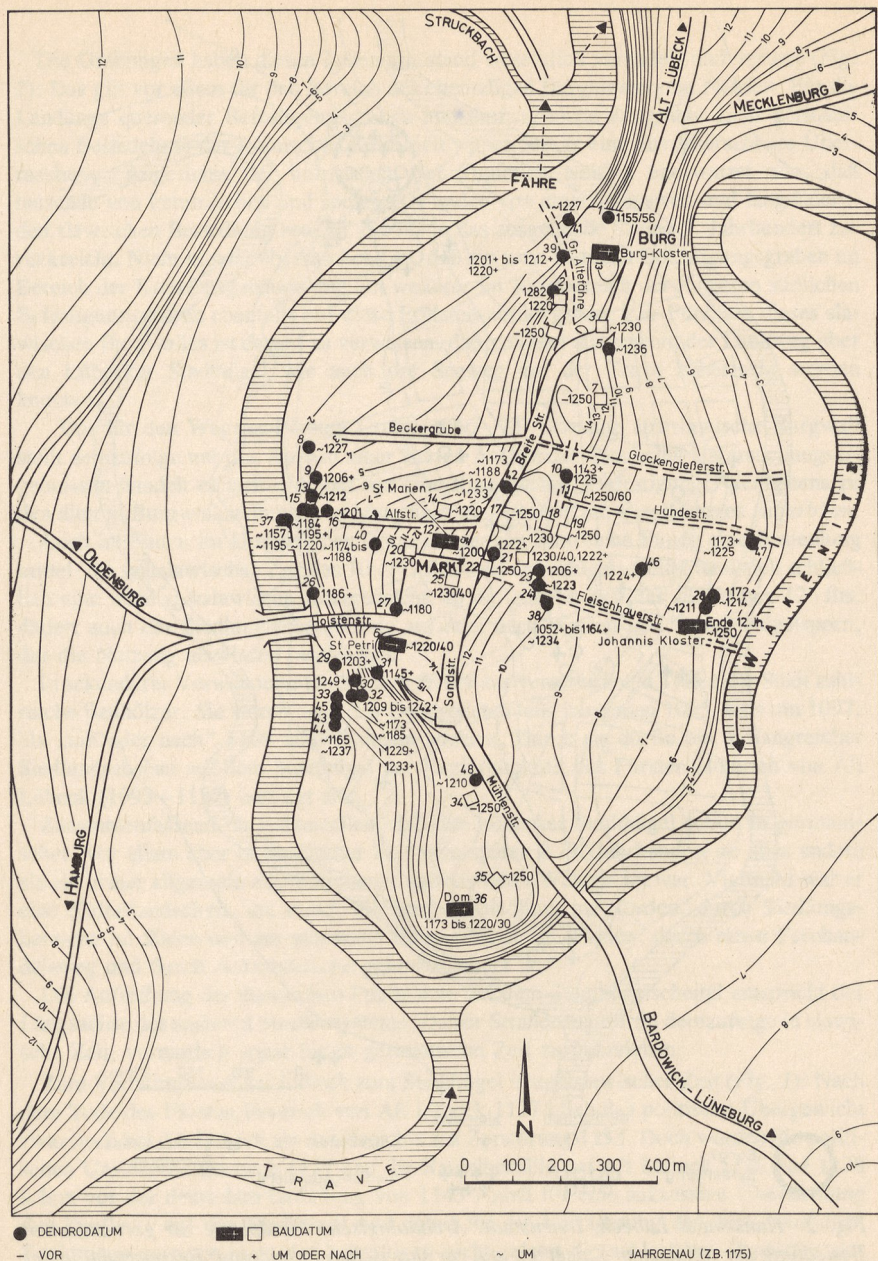 STRUCKBACH
ALT-LÜBECK
MECKLENBURG
FÄHRE
~1227
41
1
1155/56
BURG
Burg-Kloster
39
1201+ bis 1212+
1220+
Gr. Altefähre
13
1282
1220
2
4
-1250
3
~1230
5
~1236
7
-1250
Beckergrube
Breite Str.
Glockengießerstr.
8
~1227
9
1206+
13
~1212
15
1201
16
37
~1157
~1195
1184
1195+
~1220
St Marien
Alfstr.
14
~1220
~1173
~1188
1214
~1233
42
10
1143+
1225
~1250/60
17
-1250
18
~1230
19
-1250
Hundestr.
40
1174 bis
~1188
20
~1230
12
~1200
MARKT
22
-1250
1222
21
1230/40, 1222+
1206+
23
~1223
24
25
~1230/40
46
1224+
1173+
~1225
47
WAKENITZ
OLDENBURG
26
1186+
27
~1180
Fleischhauerstr.
38
1052+ bis 1164+
~1234
28
1172+
~1214
~1211
Ende 12. Jh.
~1250
Johannis Kloster
Holstenstr.
St Petri
6
~1220/40
29
1203+
31
1145+
1249+
30
33
32
45
43
44
1209 bis 1242+
~1173
~1185
~1165
~1237
1229+
1233+
Sandstr.
48
~1210
34
-1250
Mühlenstr.
35
-1250
Dom
36
1173 bis 1220/30
HAMBURG
BARDOWICK-LÜNEBURG
N
0 100 200 300 400 m
TRAVE
DENDRODATUM
BAUDATUM
– VOR
+ UM ODER NACH
~ UM
JAHRGENAU (Z.B. 1175)